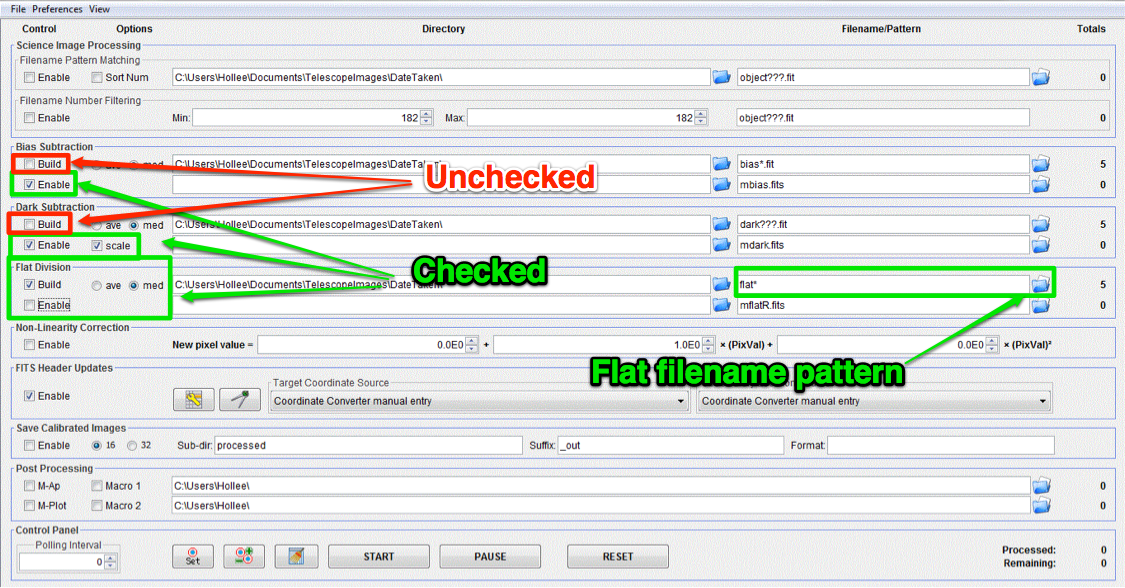 File Preferences View
Control Options Directory Filename/Pattern Totals
Science Image Processing
Filename Pattern Matching
Enable Sort Num C:\Users\Hollee\Documents\TelescopeImages\DateTaken\ object???.fit 0
Filename Number Filtering
Enable Min: 182 Max: 182 object???.fit 0
Bias Subtraction
Build med C:\Users\Hollee\Documents\TelescopeImages\DateTaken\ bias*.fit 5
Unchecked
Enable mbias.fits 0
Dark Subtraction
Build ave med C:\Users\Hollee\Documents\TelescopeImages\DateTaken\ dark???.fit 5
Enable scale mdark.fits 0
Checked
Flat Division
Build ave med C:\Users\Hollee\Documents\TelescopeImages\DateTaken\ flat* 5
Enable mflatR.fits 0
Non-Linearity Correction
Enable New pixel value = 0.0E0 + 1.0E0 × (PixVal) + 0.0E0 × (PixVal)²
Flat filename pattern
FITS Header Updates
Enable
Target Coordinate Source
Coordinate Converter manual entry Coordinate Converter manual entry
Save Calibrated Images
Enable 16 32 Sub-dir: processed Suffix: _out Format:
Post Processing
M-Ap Macro 1 C:\Users\Hollee\ 0
M-Plot Macro 2 C:\Users\Hollee\ 0
Control Panel
Polling Interval
0 Set START PAUSE RESET
Processed: 0
Remaining: 0